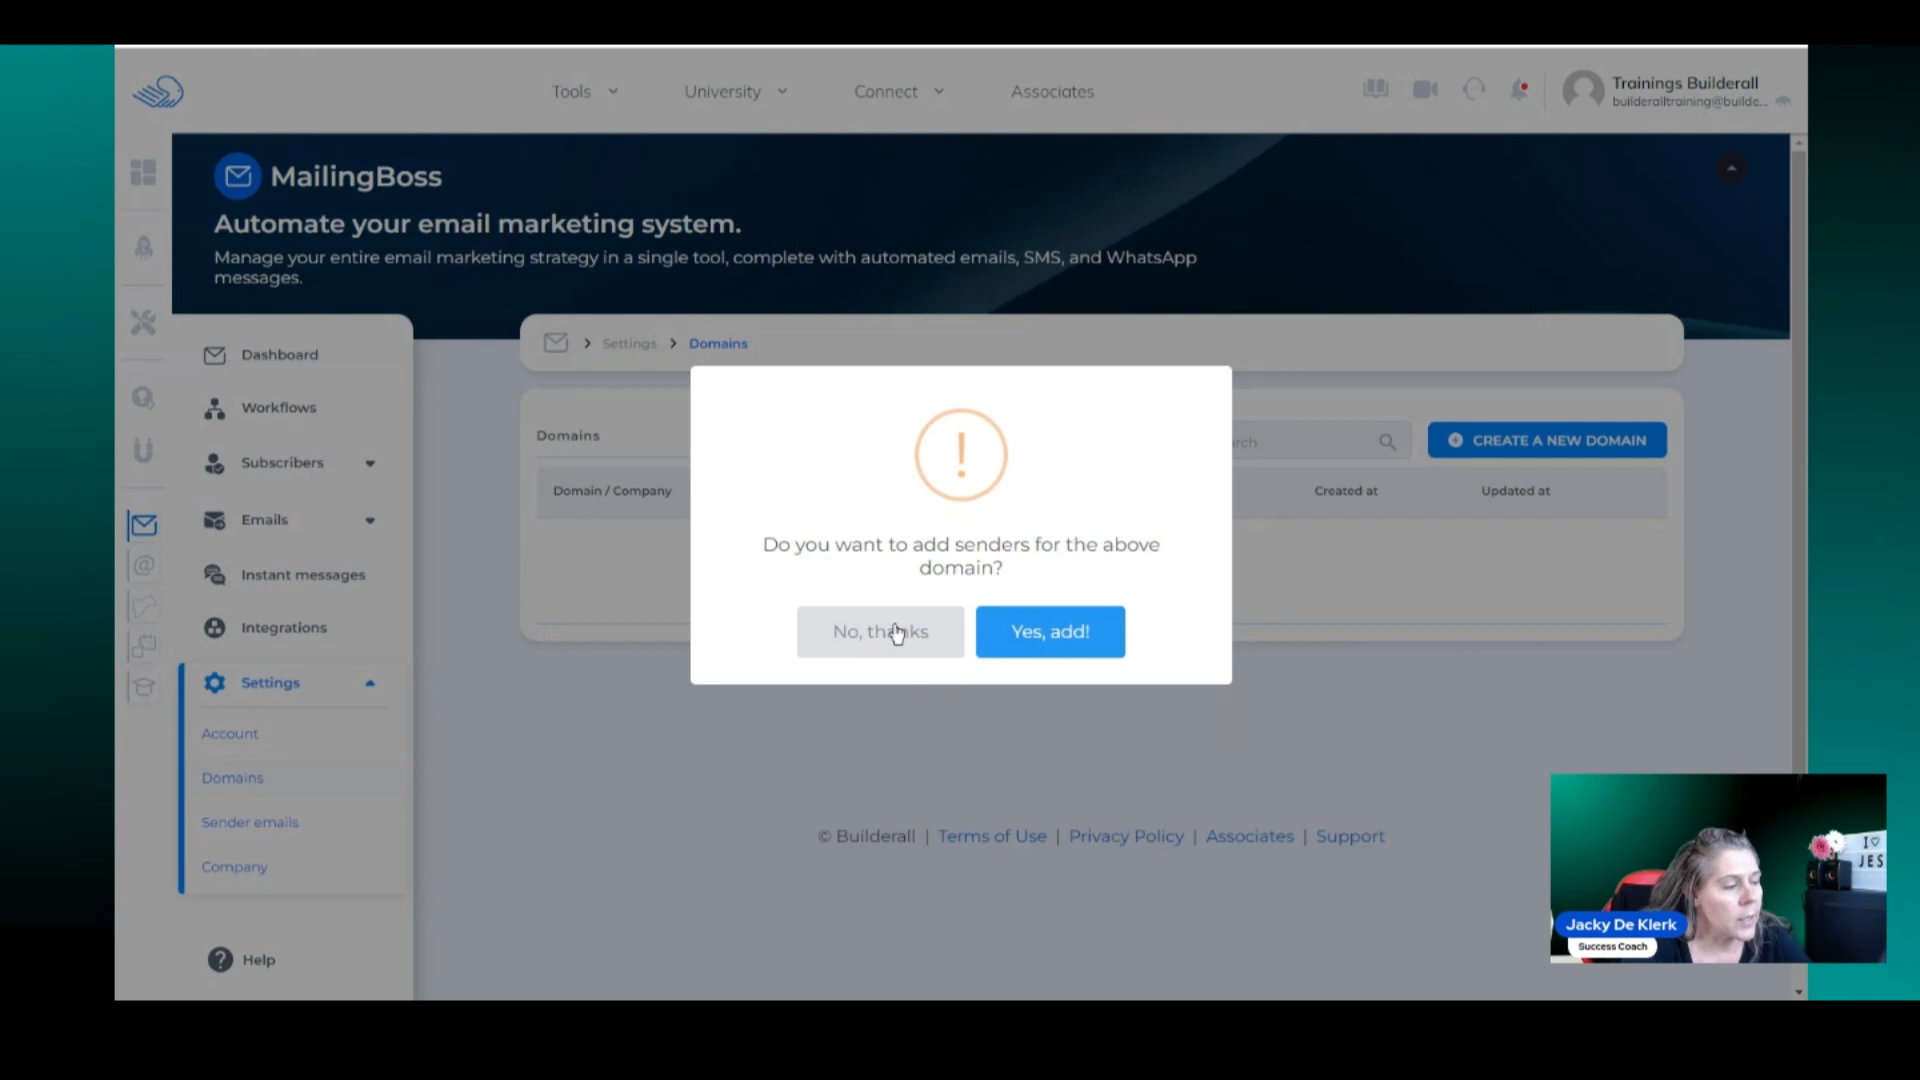 Tools
University
Connect
Associates
Trainings Builderall
builderalltraining@builde...
MailingBoss
Automate your email marketing system.
Manage your entire email marketing strategy in a single tool, complete with automated emails, SMS, and WhatsApp
messages.
Dashboard
Workflows
Subscribers
Emails
Instant messages
Integrations
Settings
Account
Domains
Sender emails
Company
Help
Settings
Domains
Domains
CREATE A NEW DOMAIN
Domain / Company
Created at
Updated at
!
Do you want to add senders for the above
domain?
No, thanks
Yes, add!
© Builderall | Terms of Use | Privacy Policy | Associates | Support
I♡
JES
Jacky De Klerk
Success Coach